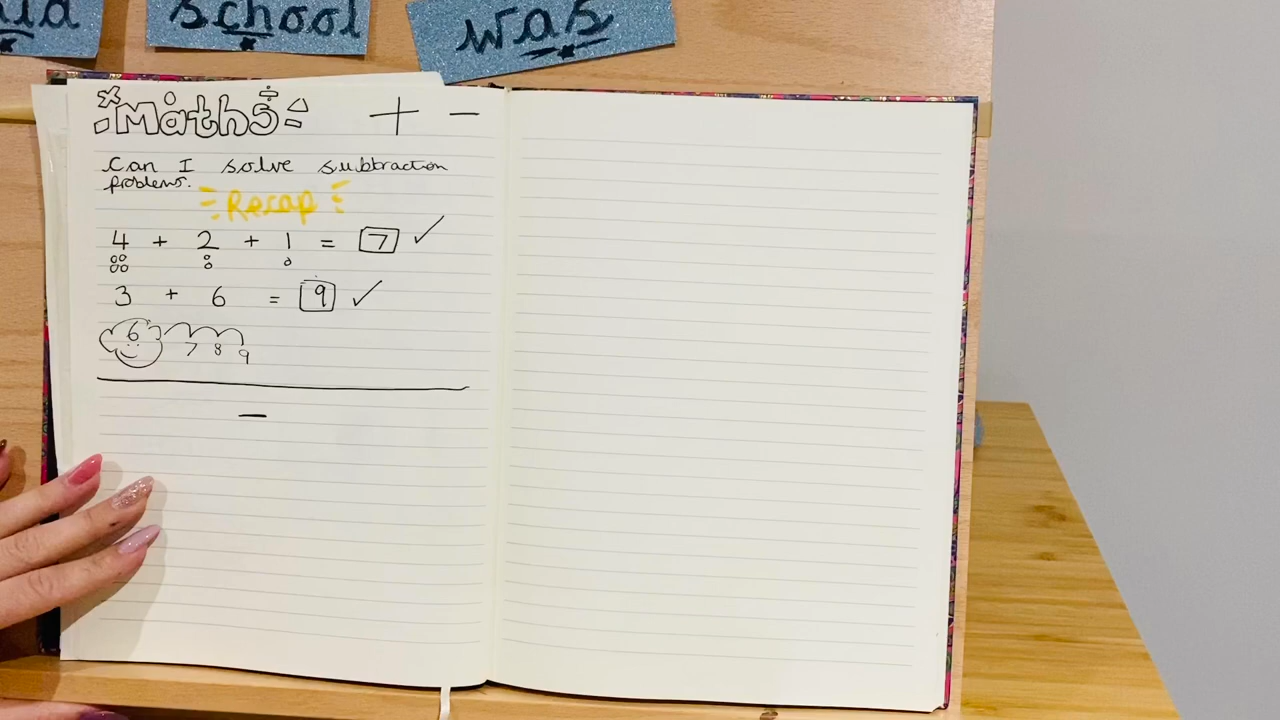 school
was
Maths + −
Can I solve subtraction
problems.
Recap
4 + 2 + 1 = 7 ✓
3 + 6 = 9 ✓
6 7 8 9
−